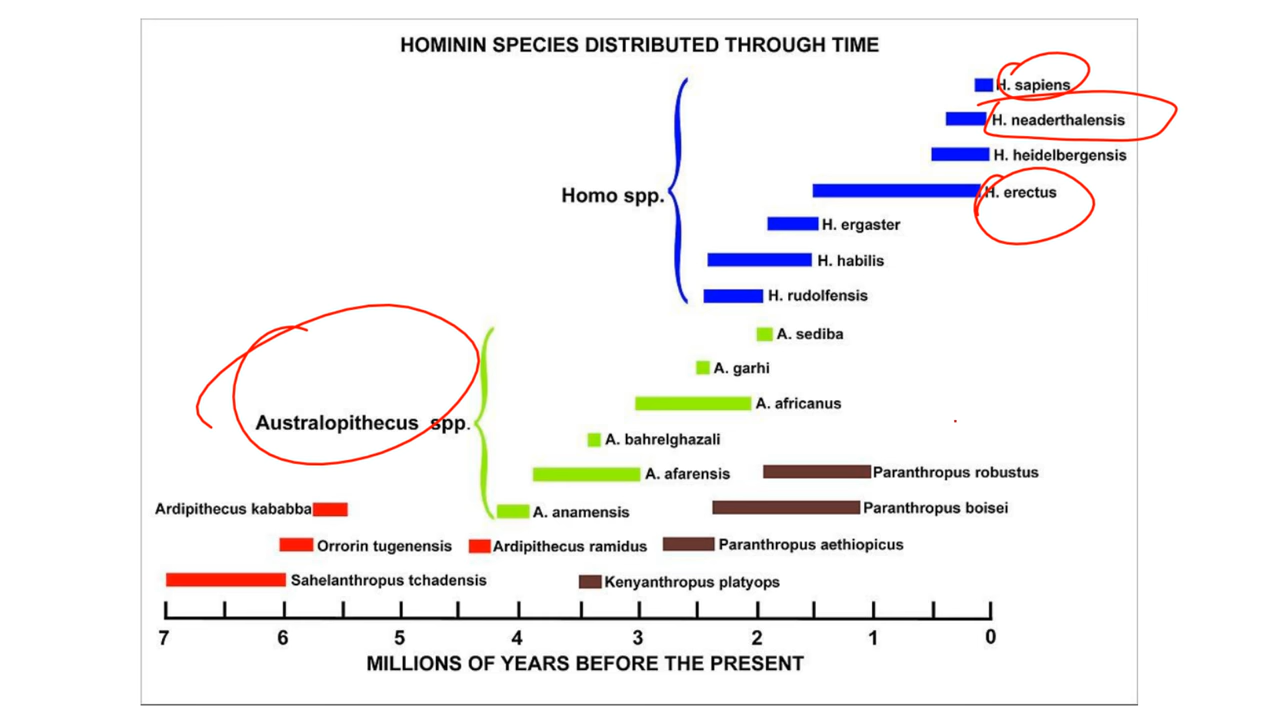 HOMININ SPECIES DISTRIBUTED THROUGH TIME
H. sapiens
H. neaderthalensis
H. heidelbergensis
H. erectus
Homo spp.
H. ergaster
H. habilis
H. rudolfensis
A. sediba
A. garhi
A. africanus
Australopithecus spp.
A. bahrelghazali
A. afarensis
Paranthropus robustus
Ardipithecus kababba
A. anamensis
Paranthropus boisei
Orrorin tugenensis
Ardipithecus ramidus
Paranthropus aethiopicus
Sahelanthropus tchadensis
Kenyanthropus platyops
7 6 5 4 3 2 1 0
MILLIONS OF YEARS BEFORE THE PRESENT